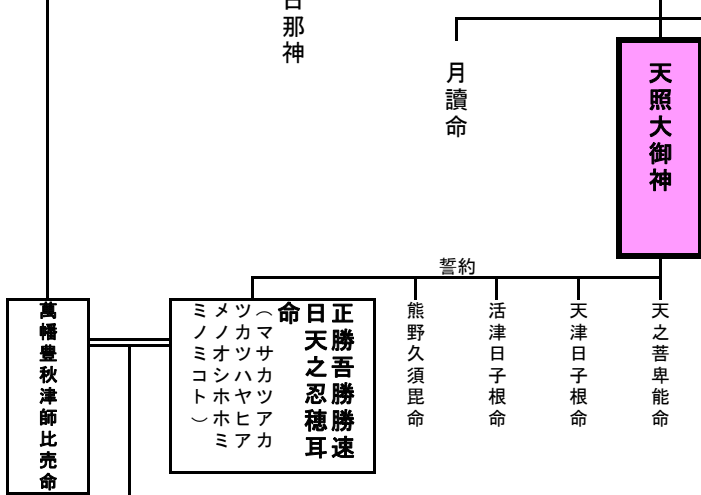 天照大御神
月讀命
那神
誓約
天之菩卑能命
天津日子根命
活津日子根命
熊野久須毘命
正勝吾勝勝速
日天之忍穂耳
命
（マサカツアカ
ツカツハヤヒア
メノオシホホミ
ミノミコト）
萬幡豊秋津師比売命